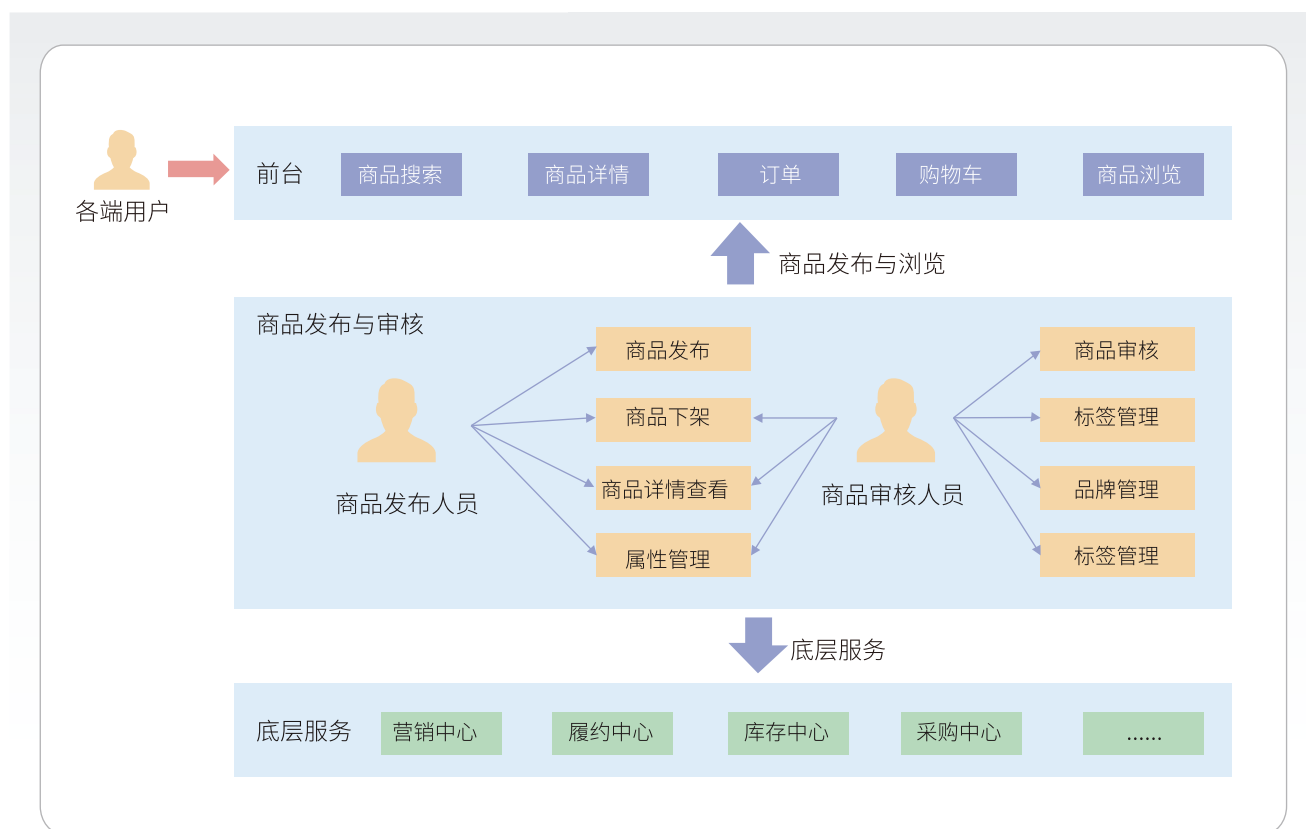 各端用户
前台
商品搜索
商品详情
订单
购物车
商品浏览
商品发布与浏览
商品发布与审核
商品发布人员
商品发布
商品下架
商品详情查看
属性管理
商品审核人员
商品审核
标签管理
品牌管理
标签管理
底层服务
底层服务
营销中心
履约中心
库存中心
采购中心
......